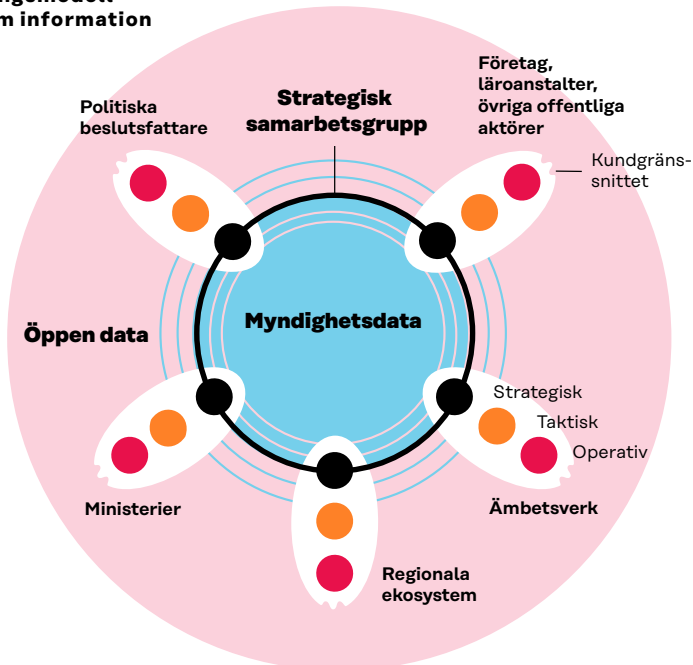 m information
Politiska
beslutsfattare
Strategisk
samarbetsgrupp
Företag,
läroanstalter,
övriga offentliga
aktörer
Kundgräns-
snittet
Öppen data
Myndighetsdata
Strategisk
Taktisk
Operativ
Ministerier
Ämbetsverk
Regionala
ekosystem